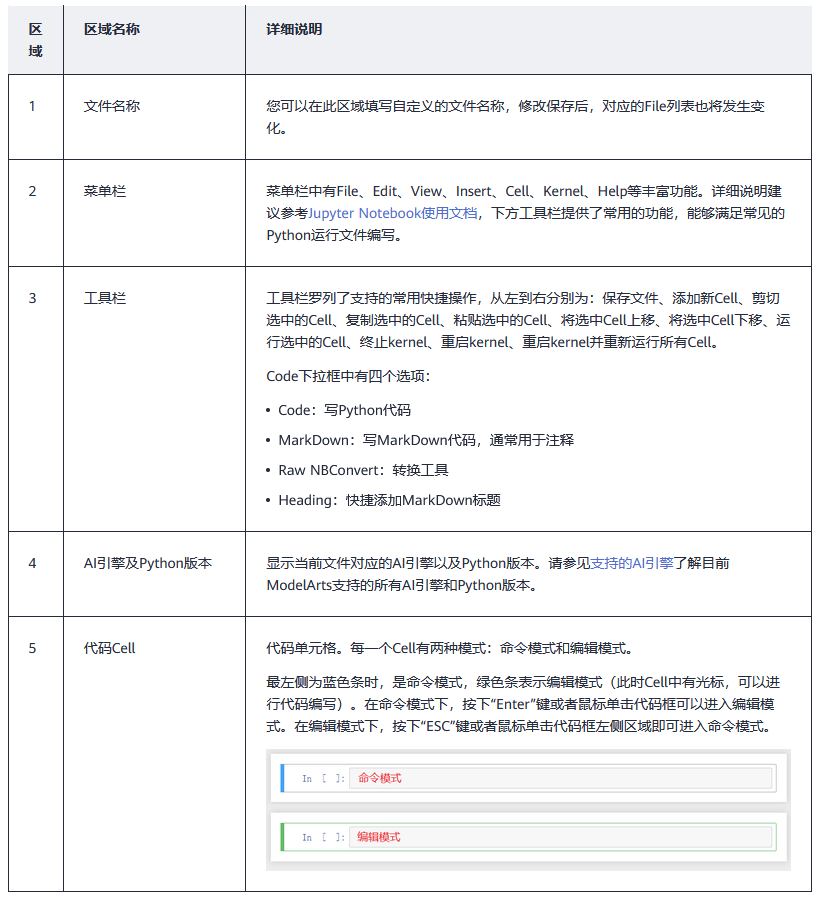 区域
区域名称
详细说明
1
文件名称
您可以在此区域填写自定义的文件名称，修改保存后，对应的File列表也将发生变
化。
2
菜单栏
菜单栏中有File、Edit、View、Insert、Cell、Kernel、Help等丰富功能。详细说明建
议参考Jupyter Notebook使用文档，下方工具栏提供了常用的功能，能够满足常见的
Python运行文件编写。
3
工具栏
工具栏罗列了支持的常用快捷操作，从左到右分别为：保存文件、添加新Cell、剪切
选中的Cell、复制选中的Cell、粘贴选中的Cell、将选中Cell上移、将选中Cell下移、运
行选中的Cell、终止kernel、重启kernel、重启kernel并重新运行所有Cell。
Code下拉框中有四个选项：
• Code：写Python代码
• MarkDown：写MarkDown代码，通常用于注释
• Raw NBConvert：转换工具
• Heading：快捷添加MarkDown标题
4
AI引擎及Python版本
显示当前文件对应的AI引擎以及Python版本。请参见支持的AI引擎了解目前
ModelArts支持的所有AI引擎和Python版本。
5
代码Cell
代码单元格。每一个Cell有两种模式：命令模式和编辑模式。
最左侧为蓝色条时，是命令模式，绿色条表示编辑模式（此时Cell中有光标，可以进
行代码编写）。在命令模式下，按下“Enter”键或者鼠标单击代码框可以进入编辑模
式。在编辑模式下，按下“ESC”键或者鼠标单击代码框左侧区域即可进入命令模式。
In [ ]: 命令模式
In [ ]: 编辑模式